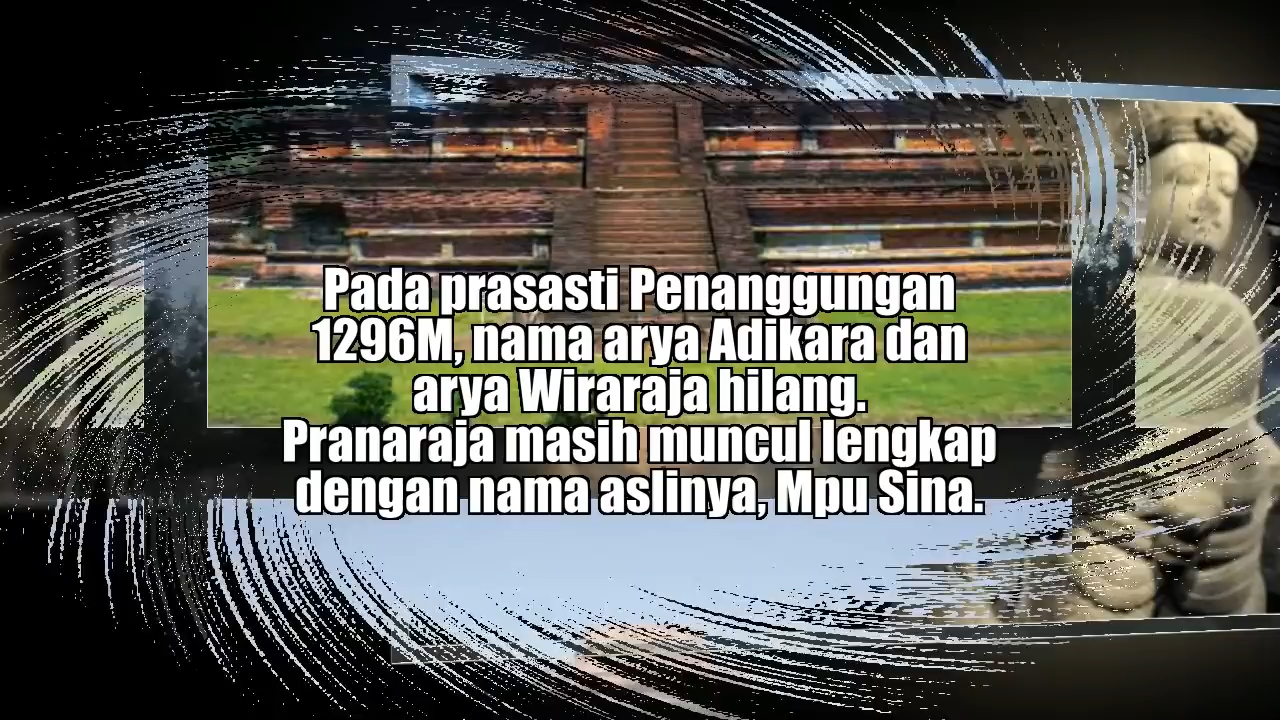 Pada prasasti Penanggungan
1296M, nama arya Adikara dan
arya Wiraraja hilang.
Pranaraja masih muncul lengkap
dengan nama aslinya, Mpu Sina.